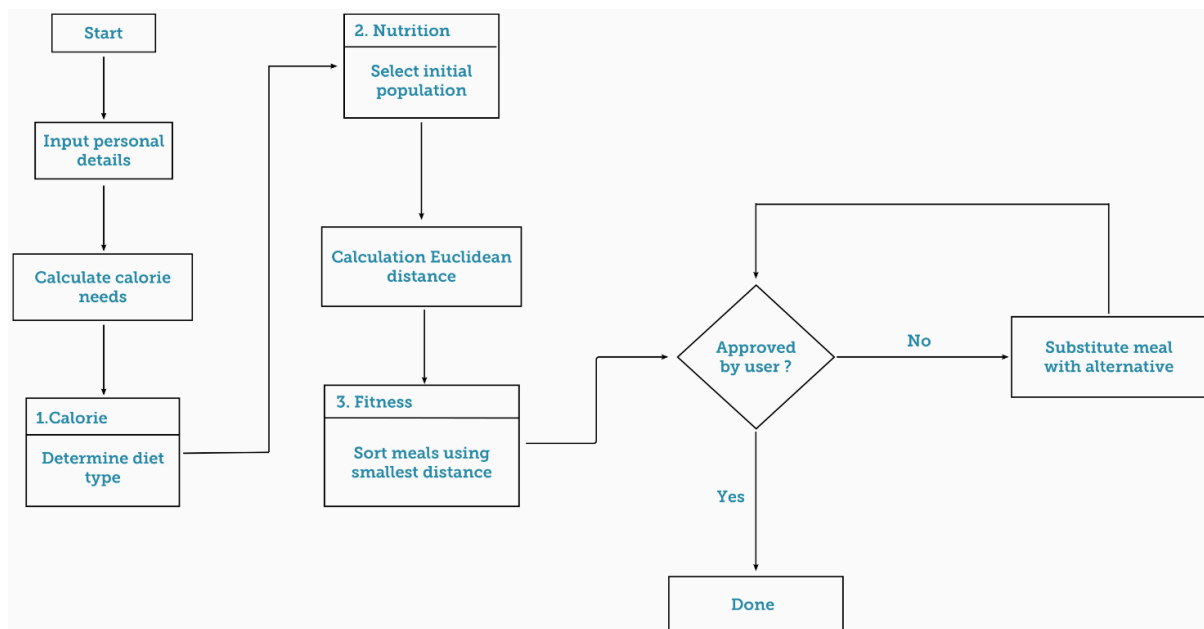 Start
Input personal
details
Calculate calorie
needs
1.Calorie
Determine diet
type
2. Nutrition
Select initial
population
Calculation Euclidean
distance
3. Fitness
Sort meals using
smallest distance
Approved
by user ?
No
Substitute meal
with alternative
Yes
Done